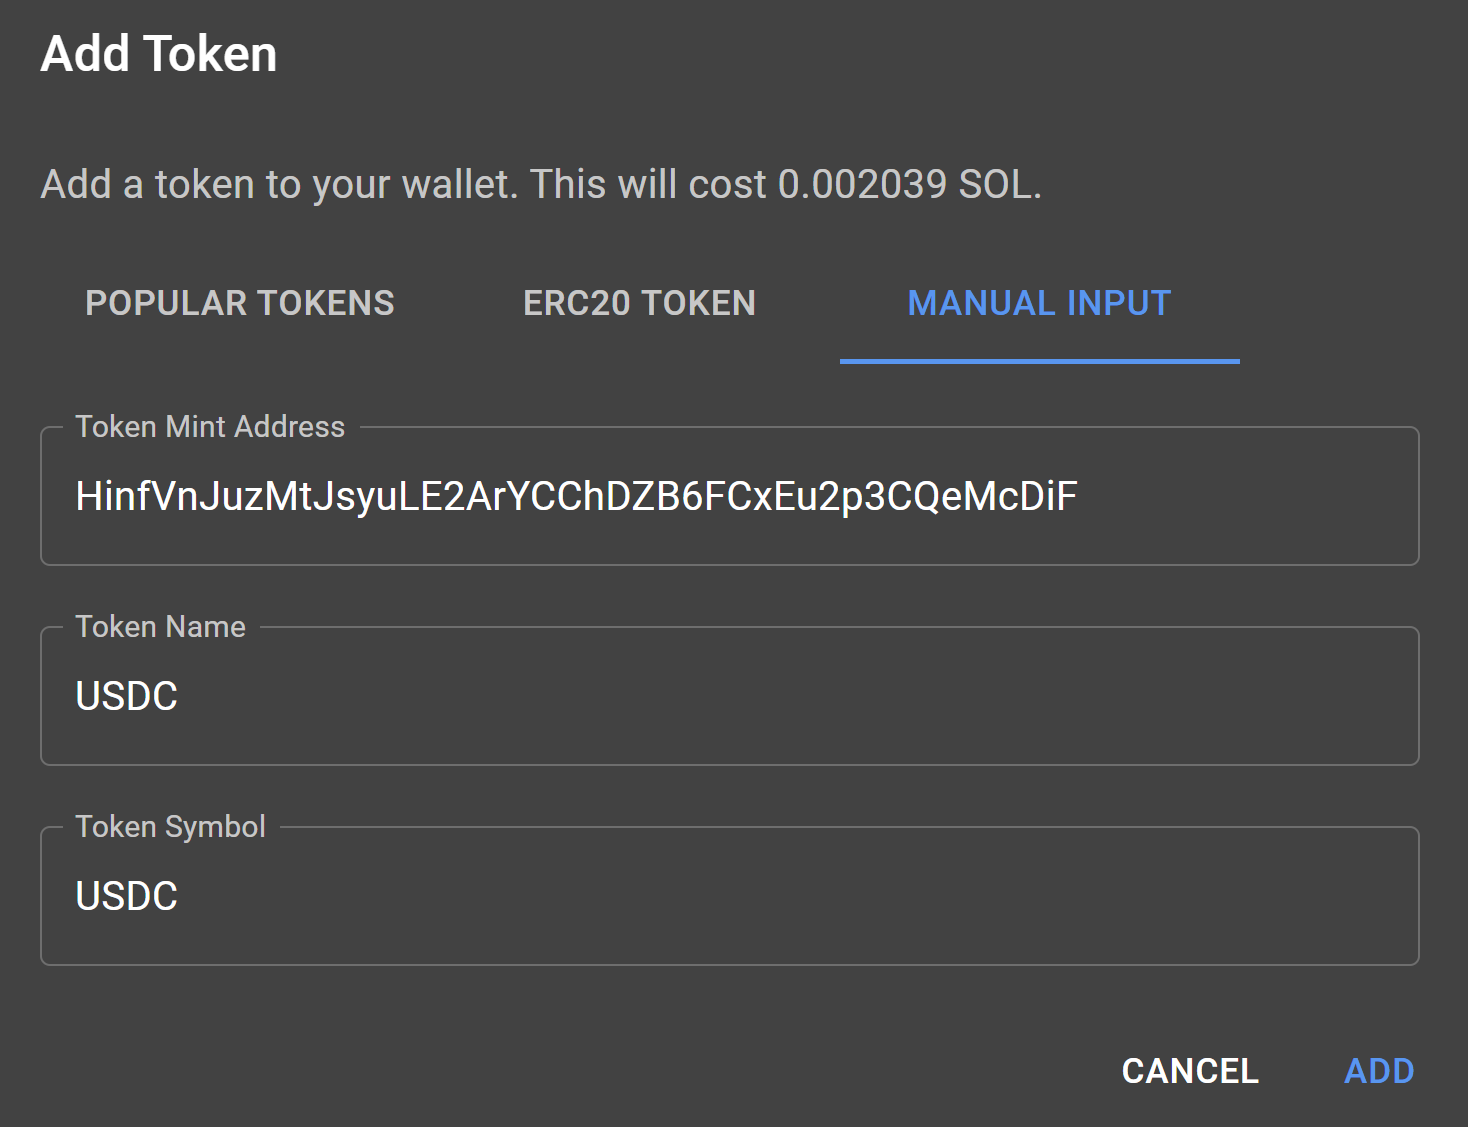 Add Token
Add a token to your wallet. This will cost 0.002039 SOL.
POPULAR TOKENS
ERC20 TOKEN
MANUAL INPUT
Token Mint Address
HinfVnJuzMtJsyuLE2ArYCChDZB6FCxEu2p3CQeMcDiF
Token Name
USDC
Token Symbol
USDC
CANCEL
ADD